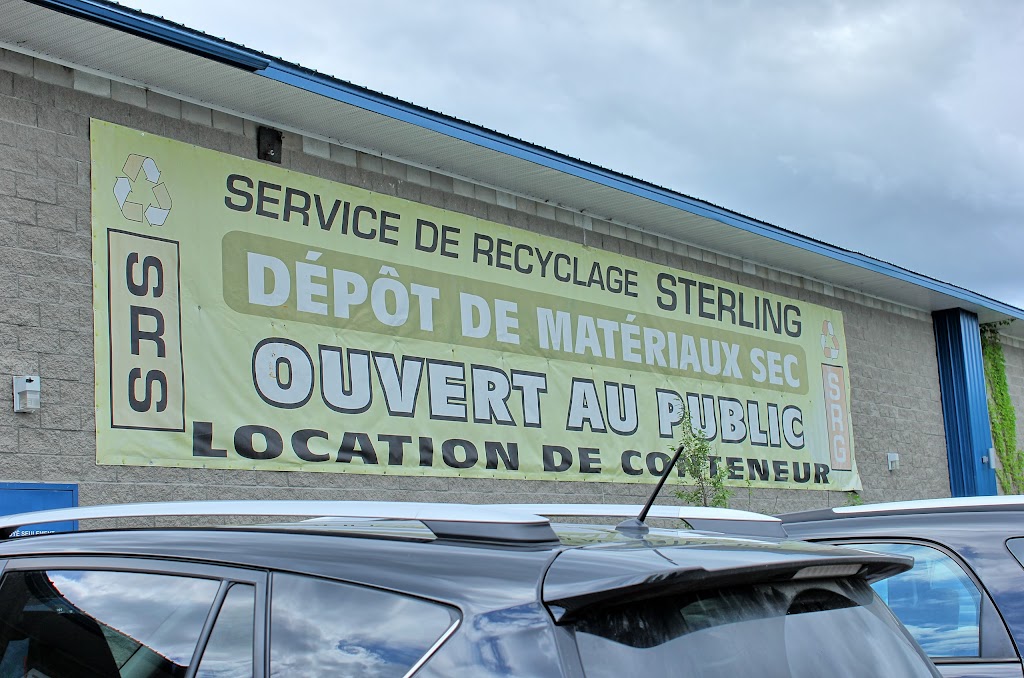 SERVICE DE RECYCLAGE STERLING
DÉPÔT DE MATÉRIAUX SEC
OUVERT AU PUBLIC
LOCATION DE CONTENEUR
SRS
SRG